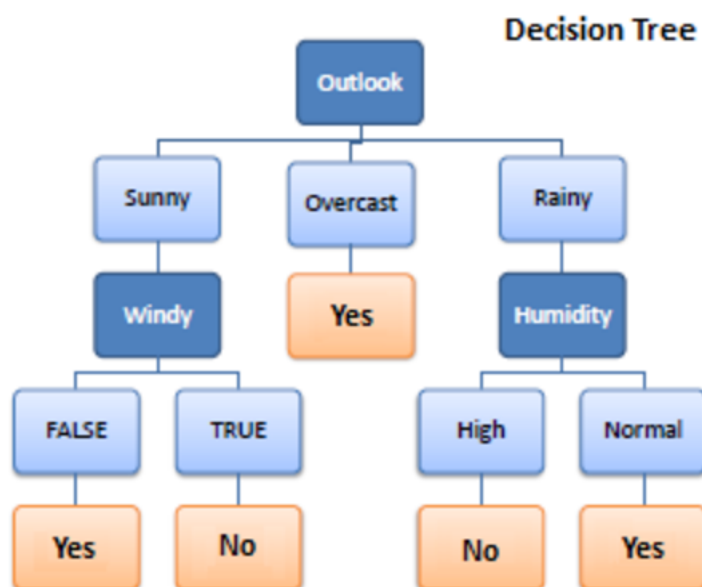 Decision Tree
Outlook
Sunny
Overcast
Rainy
Windy
Yes
Humidity
FALSE
TRUE
High
Normal
Yes
No
No
Yes